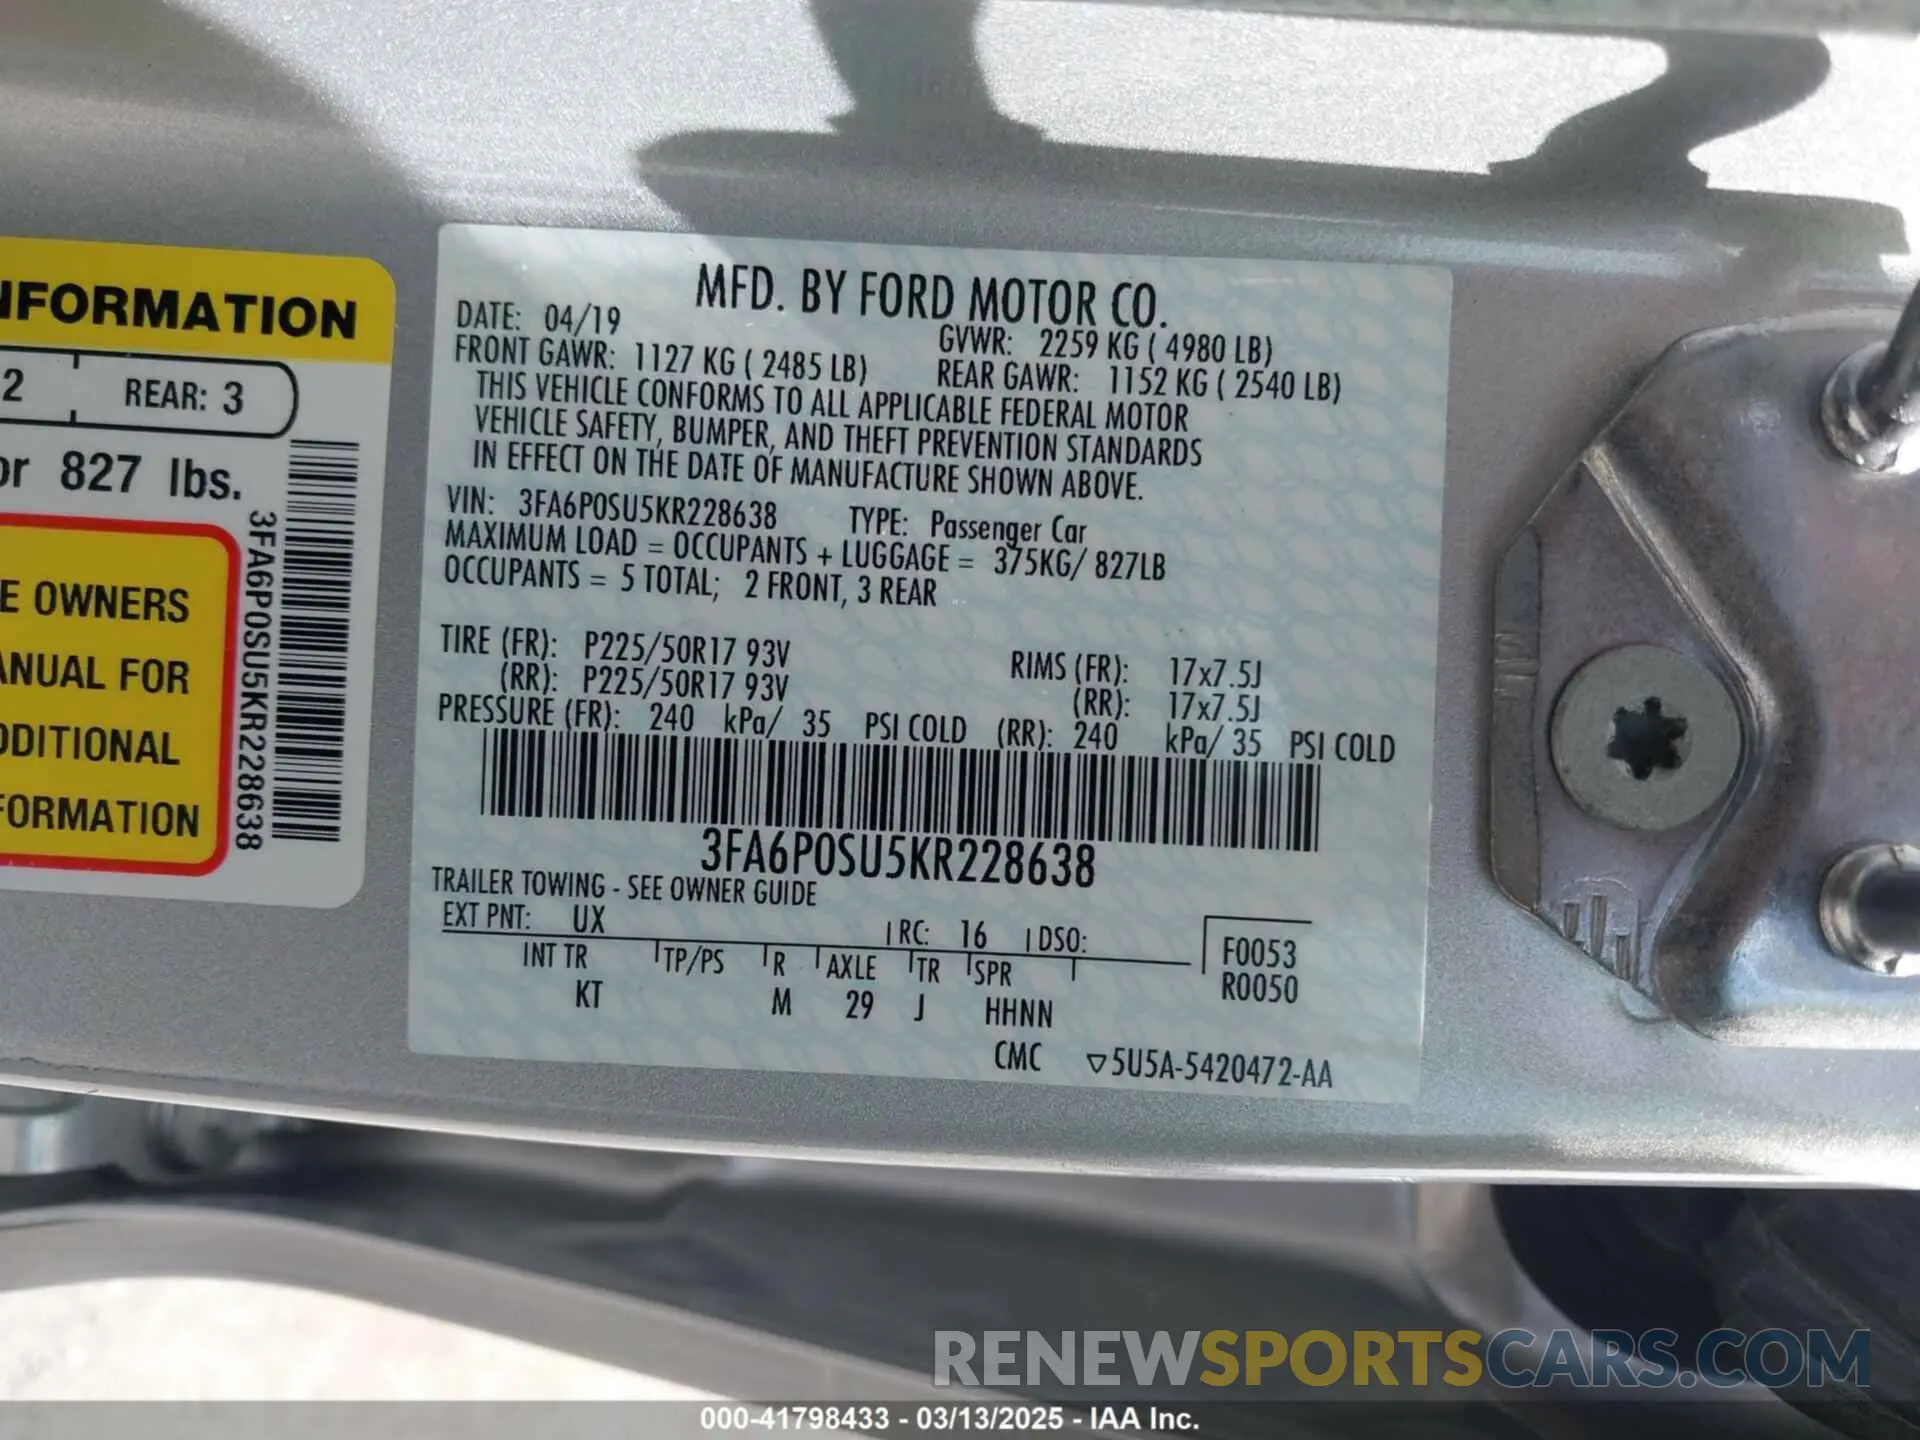 NFORMATION
2 REAR: 3
or 827 lbs.
E OWNERS
ANUAL FOR
DDITIONAL
FORMATION
3FA6P0SU5KR228638
MFD. BY FORD MOTOR CO.
DATE: 04/19 GVWR: 2259 KG ( 4980 LB)
FRONT GAWR: 1127 KG ( 2485 LB) REAR GAWR: 1152 KG ( 2540 LB)
THIS VEHICLE CONFORMS TO ALL APPLICABLE FEDERAL MOTOR
VEHICLE SAFETY, BUMPER, AND THEFT PREVENTION STANDARDS
IN EFFECT ON THE DATE OF MANUFACTURE SHOWN ABOVE.
VIN: 3FA6P0SU5KR228638 TYPE: Passenger Car
MAXIMUM LOAD = OCCUPANTS + LUGGAGE = 375KG/ 827LB
OCCUPANTS = 5 TOTAL; 2 FRONT, 3 REAR
TIRE (FR): P225/50R17 93V RIMS (FR): 17x7.5J
(RR): P225/50R17 93V (RR): 17x7.5J
PRESSURE (FR): 240 kPa/ 35 PSI COLD (RR): 240 kPa/ 35 PSI COLD
3FA6P0SU5KR228638
TRAILER TOWING - SEE OWNER GUIDE
EXT PNT: UX RC: 16 DSO: F0053
INT TR TP/PS R AXLE TR SPR R0050
KT M 29 J HHNN
CMC ▽5U5A-5420472-AA
RENEWSPORTSCARS.COM
000-41798433 - 03/13/2025 - IAA Inc.